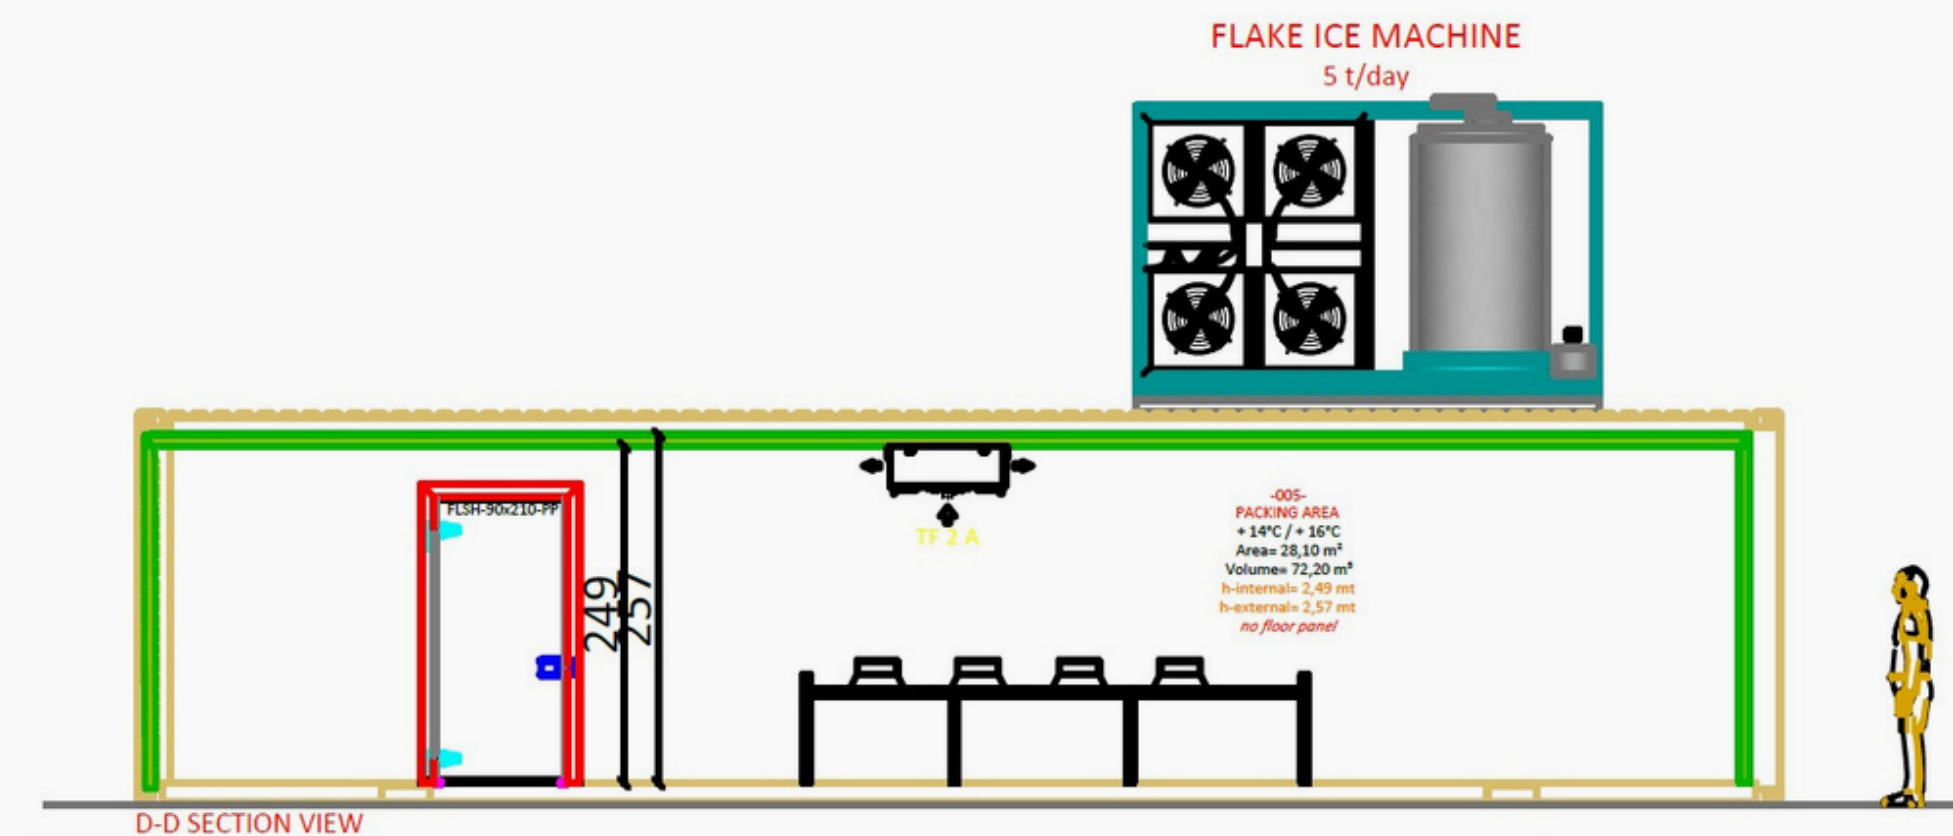 FLAKE ICE MACHINE
5 t/day
FLSH-90x210-PP
249
257
TF 2 A
-005-
PACKING AREA
+ 14°C / + 16°C
Area= 28,10 m²
Volume= 72,20 m³
h-internal= 2,49 mt
h-external= 2,57 mt
no floor panel
D-D SECTION VIEW